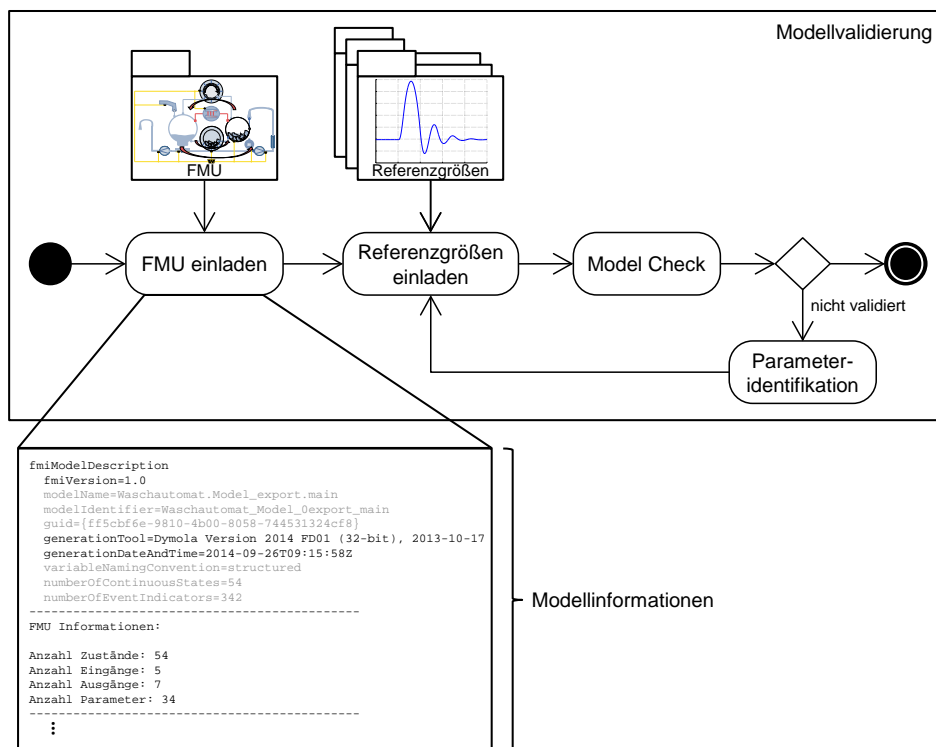 Modellvalidierung
FMU
Referenzgrößen
FMU einladen
Referenzgrößen
einladen
Model Check
nicht validiert
Parameter-
identifikation
fmiModelDescription
fmiVersion=1.0
modelName=Waschautomat.Model_export.main
modelIdentifier=Waschautomat_Model_0export_main
guid={ff5cbf6e-9810-4b00-8058-744531324cf8}
generationTool=Dymola Version 2014 FD01 (32-bit), 2013-10-17
generationDateAndTime=2014-09-26T09:15:58Z
variableNamingConvention=structured
numberOfContinuousStates=54
numberOfEventIndicators=342
--------------------------------------------
FMU Informationen:
Anzahl Zustände: 54
Anzahl Eingänge: 5
Anzahl Ausgänge: 7
Anzahl Parameter: 34
--------------------------------------------
Modellinformationen